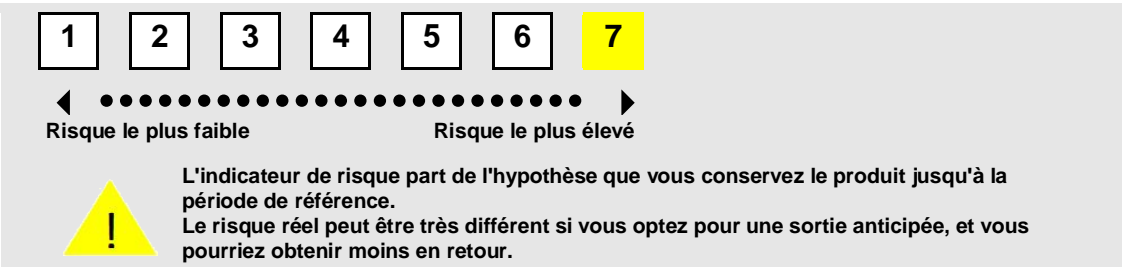 1 2 3 4 5 6 7
Risque le plus faible Risque le plus élevé
L'indicateur de risque part de l'hypothèse que vous conservez le produit jusqu'à la
période de référence.
Le risque réel peut être très différent si vous optez pour une sortie anticipée, et vous
pourriez obtenir moins en retour.
!